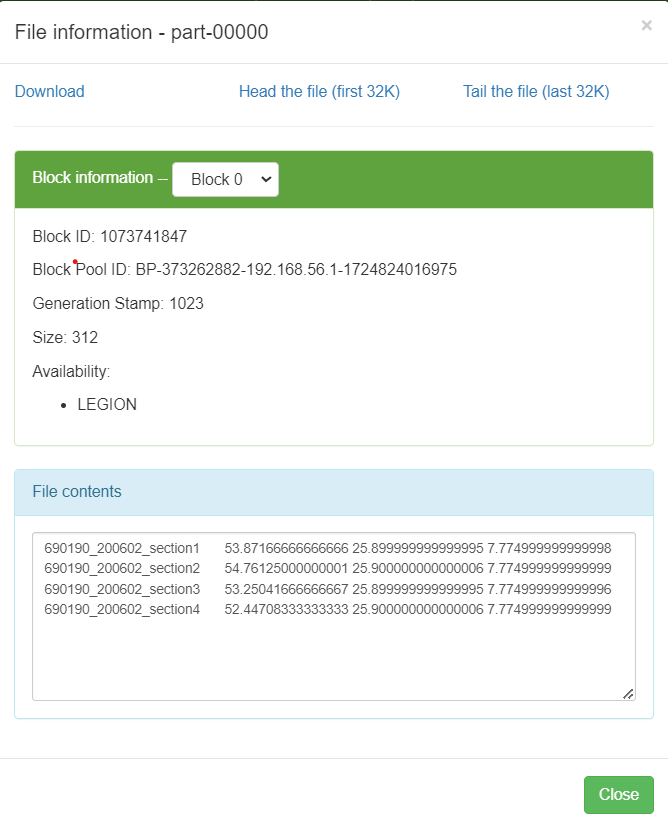 File information - part-00000
×
Download Head the file (first 32K) Tail the file (last 32K)
Block information -- Block 0
Block ID: 1073741847
Block Pool ID: BP-373262882-192.168.56.1-1724824016975
Generation Stamp: 1023
Size: 312
Availability:
• LEGION
File contents
690190_200602_section1 53.87166666666666 25.899999999999995 7.774999999999998
690190_200602_section2 54.76125000000001 25.900000000000006 7.774999999999999
690190_200602_section3 53.25041666666667 25.899999999999995 7.774999999999996
690190_200602_section4 52.44708333333333 25.900000000000006 7.774999999999999
Close